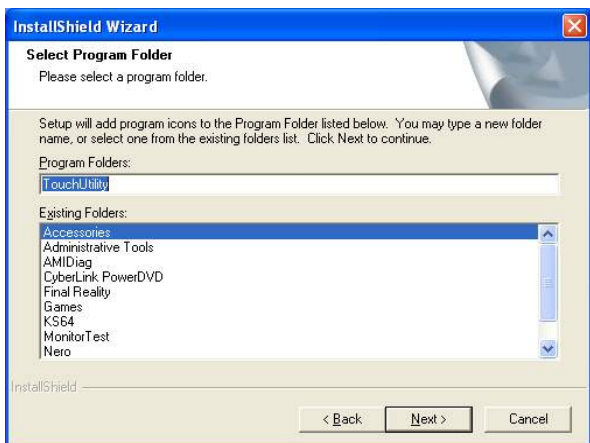 InstallShield Wizard
Select Program Folder
Please select a program folder.
Setup will add program icons to the Program Folder listed below. You may type a new folder
name, or select one from the existing folders list. Click Next to continue.
Program Folders:
TouchUtility
Existing Folders:
Accessories
Administrative Tools
AMIDiag
CyberLink PowerDVD
Final Reality
Games
KS64
MonitorTest
Nero
InstallShield
< Back
Next >
Cancel